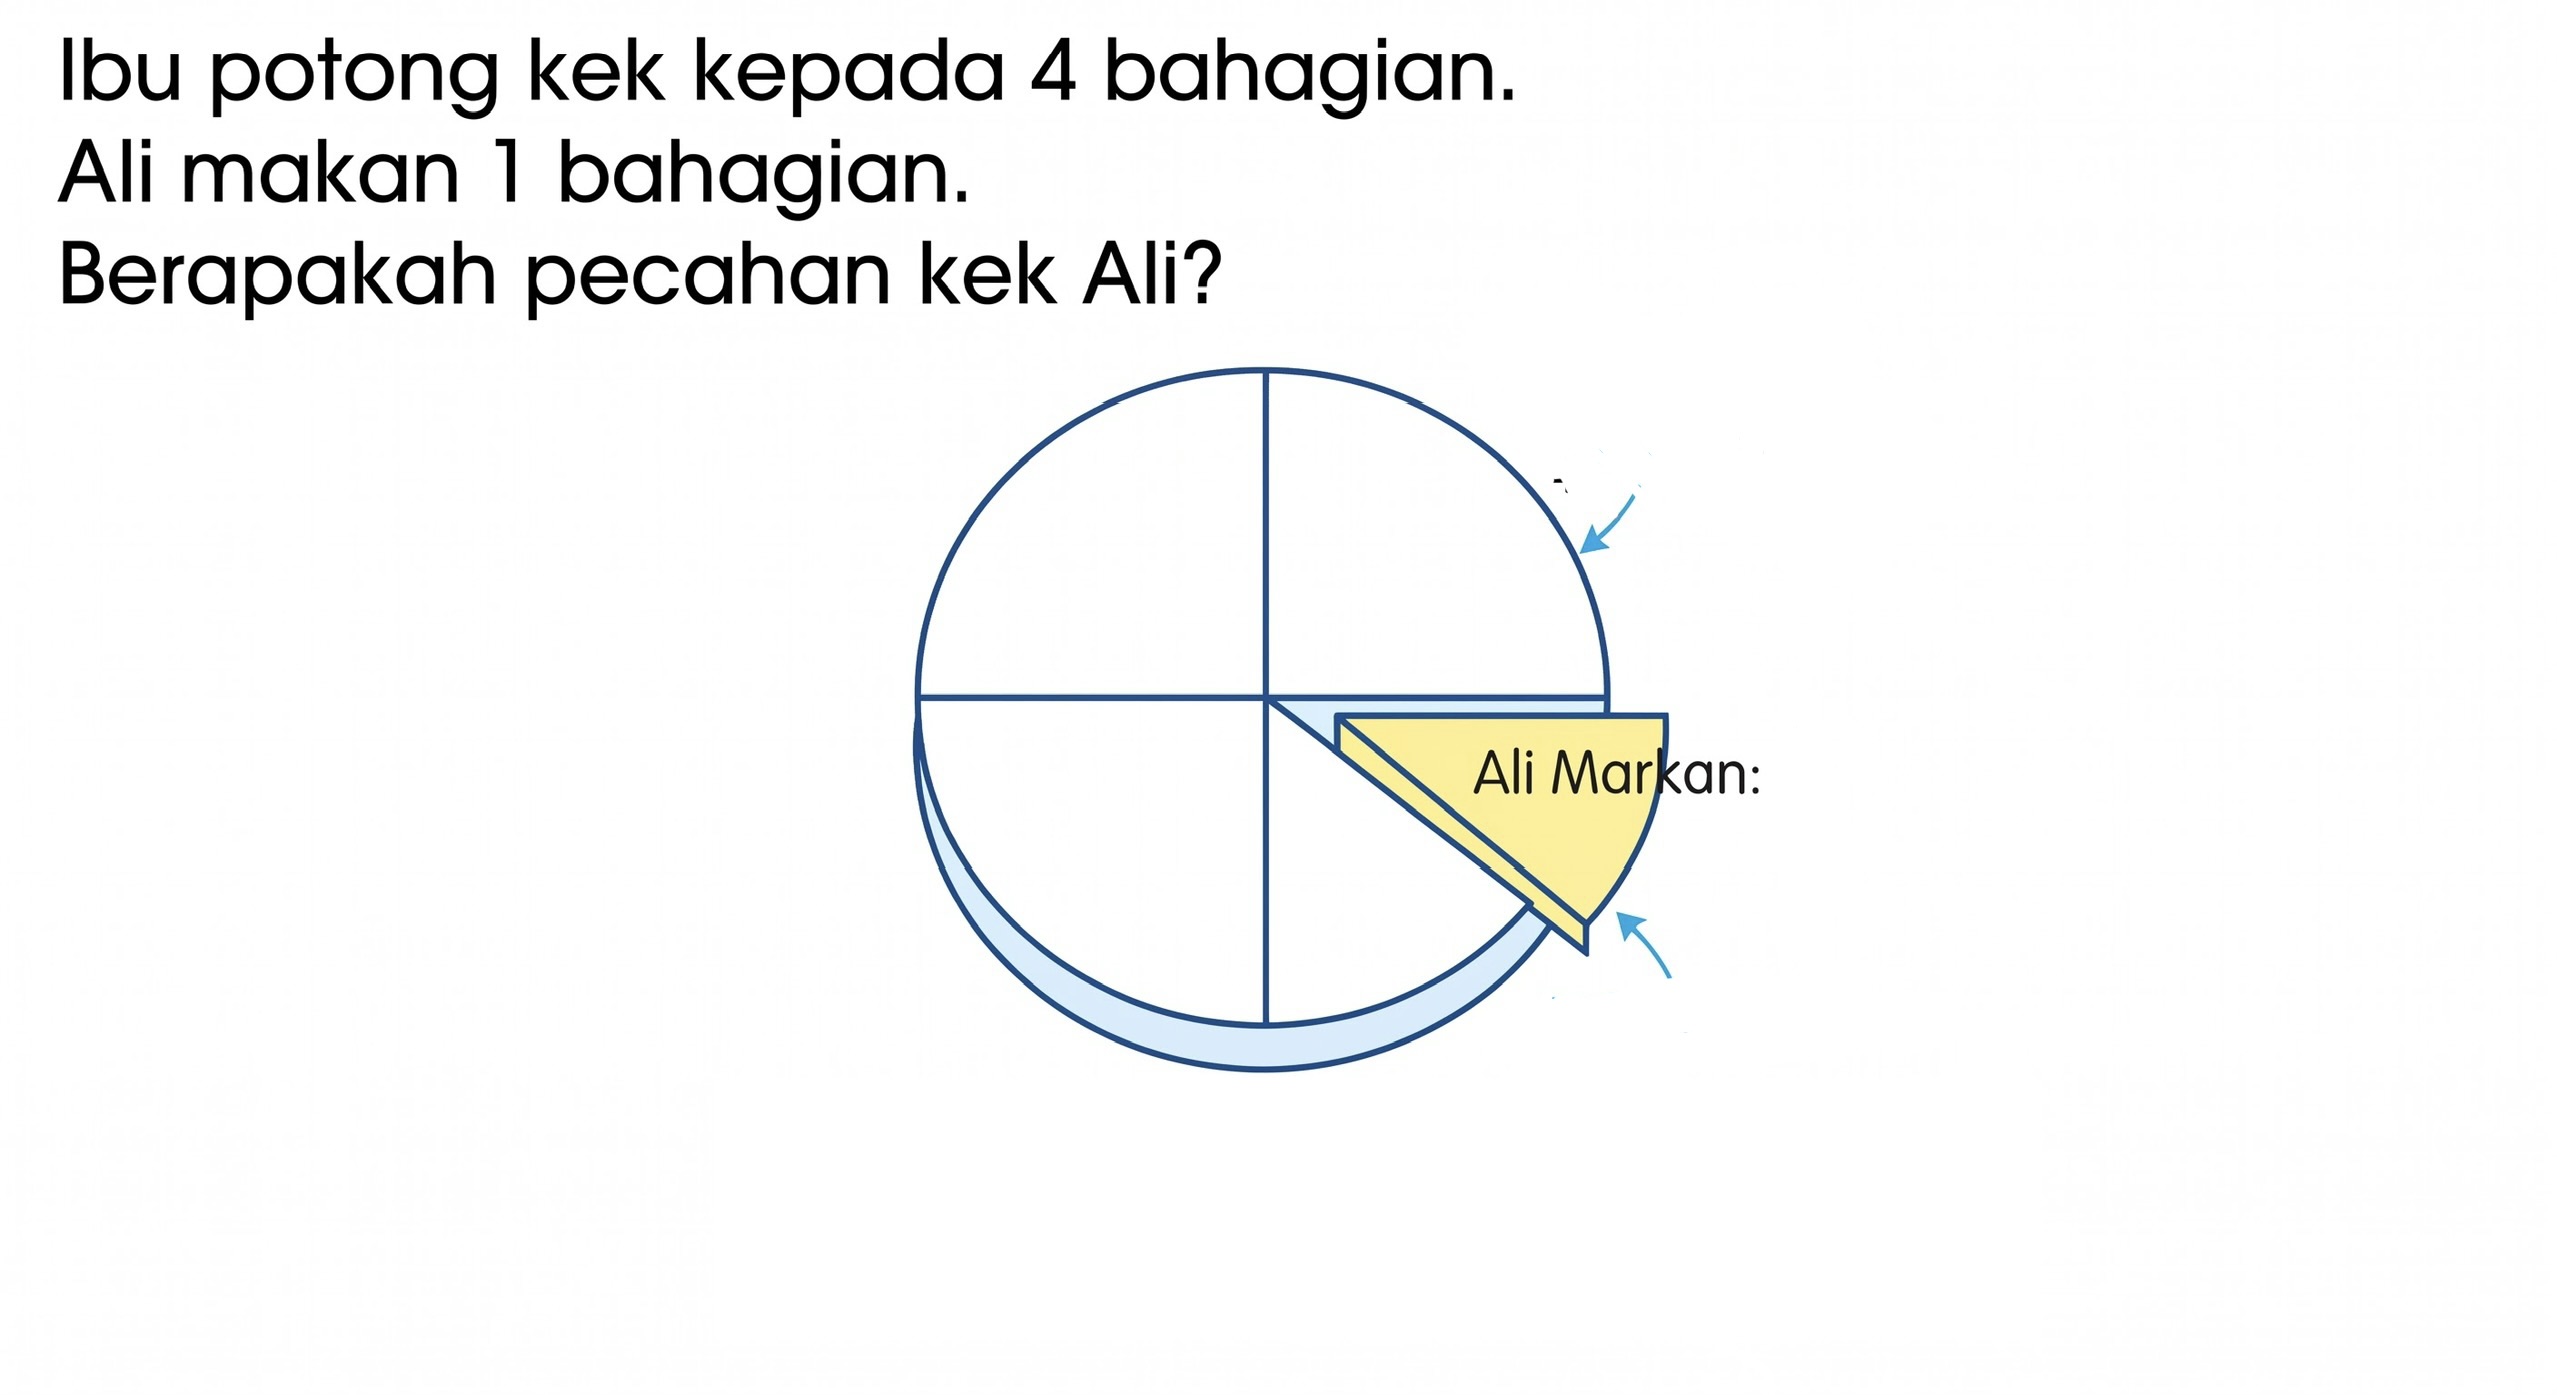 Ibu potong kek kepada 4 bahagian.
Ali makan 1 bahagian.
Berapakah pecahan kek Ali?
Ali Markan: